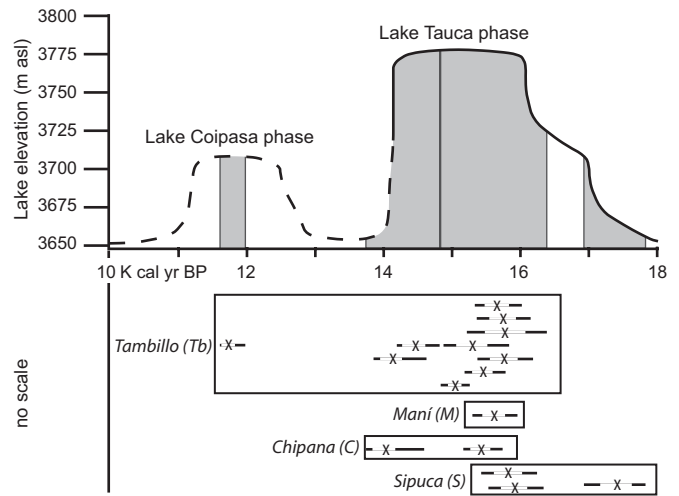 Lake elevation (m asl)
3800
3775
3750
3725
3700
3675
3650
Lake Tauca phase
Lake Coipasa phase
10 K cal yr BP 12 14 16 18
no scale
Tambillo (Tb)
X
X
X
X X X
X X
X
X
Maní (M) X
Chipana (C) X X
Sipuca (S) X
X X